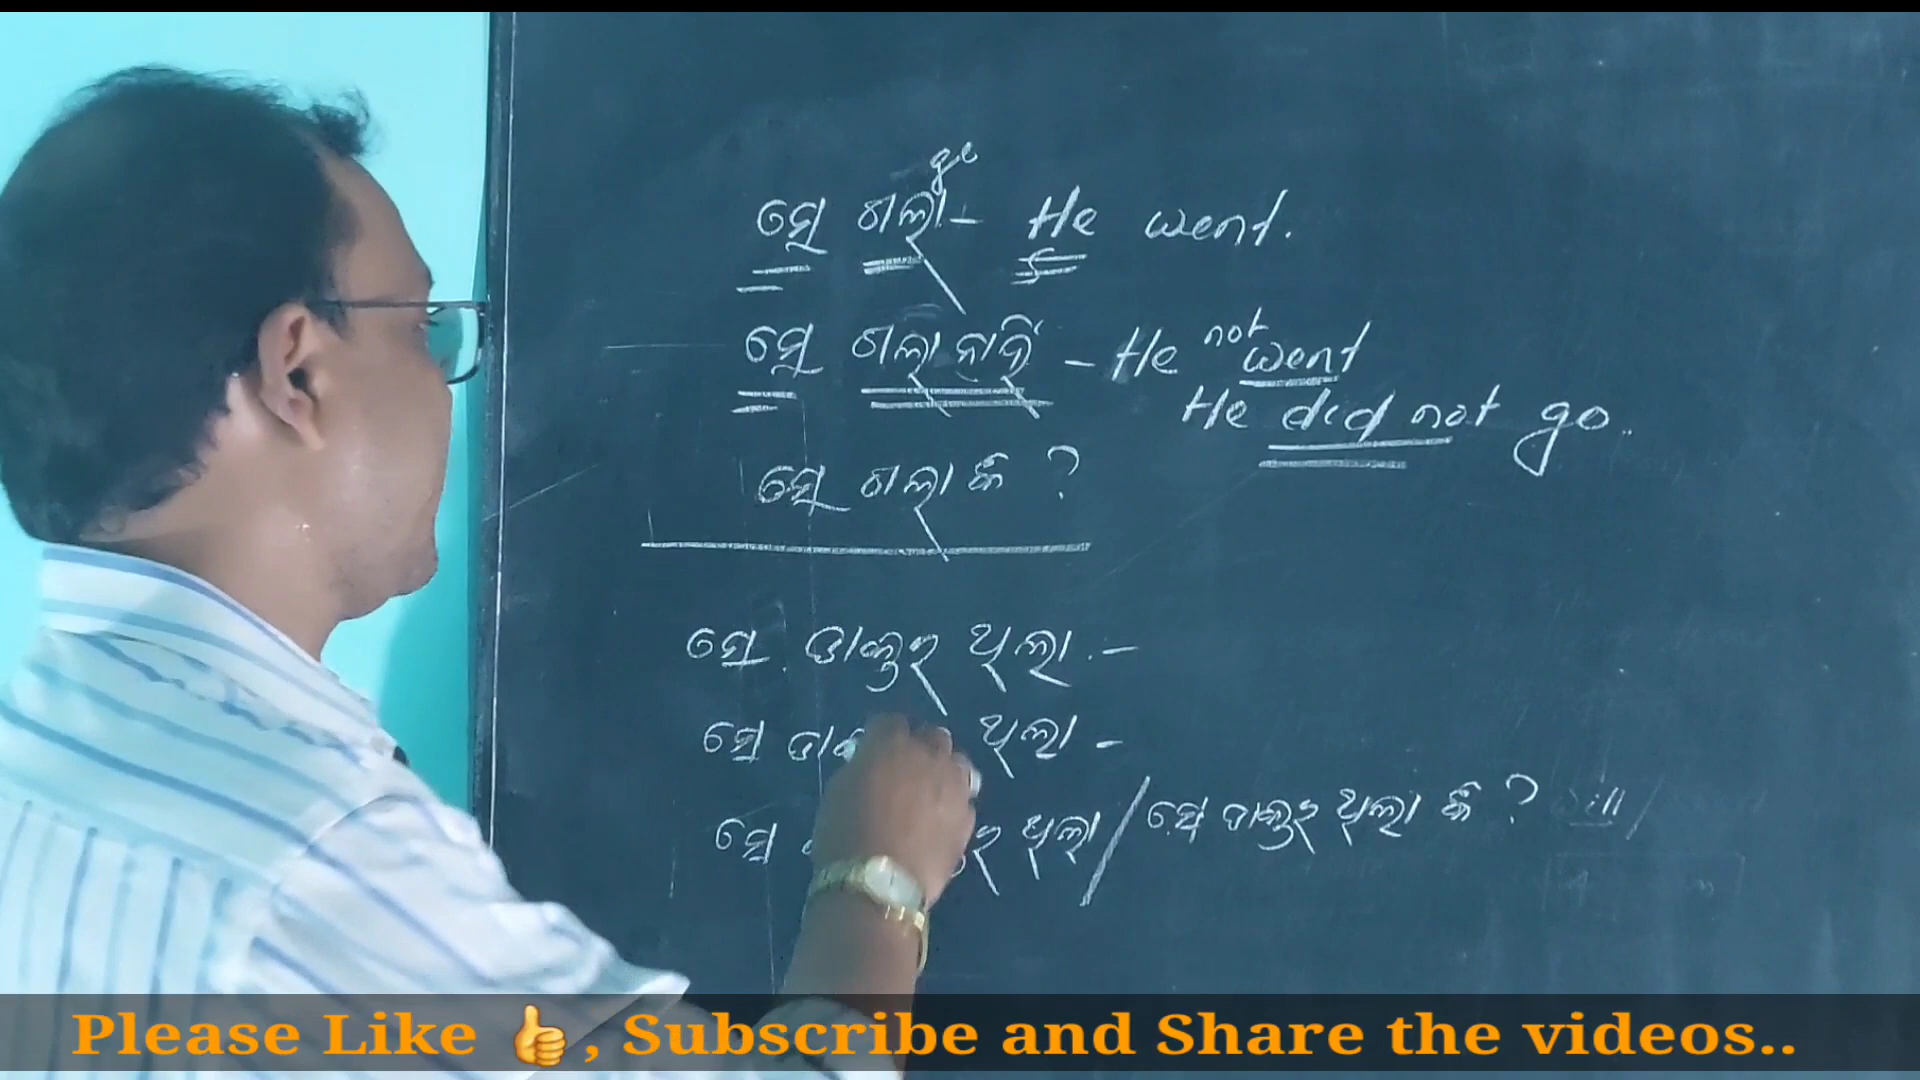 go
ସେ ଗଲା - He went.
not
ସେ ଗଲା ନାହିଁ - He went
He did not go.
ସେ ଗଲା କି ?
ସେ ଡାକ୍ତର ଥିଲା -
ସେ ଥିଲା -
ସେ ଥିଲା / ସେ ଡାକ୍ତର ଥିଲା କି ?
Please Like 👍, Subscribe and Share the videos..